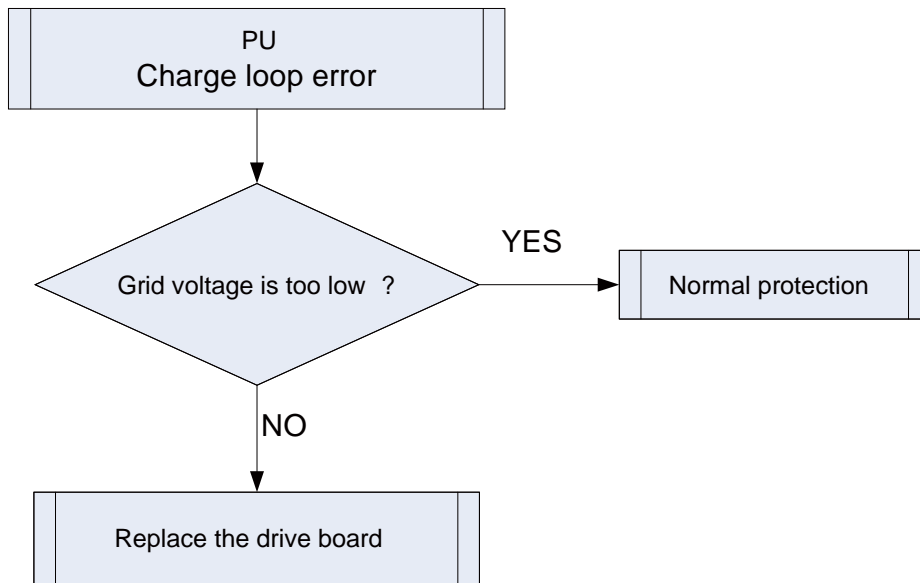 PU
Charge loop error
YES
Grid voltage is too low ?
Normal protection
NO
Replace the drive board